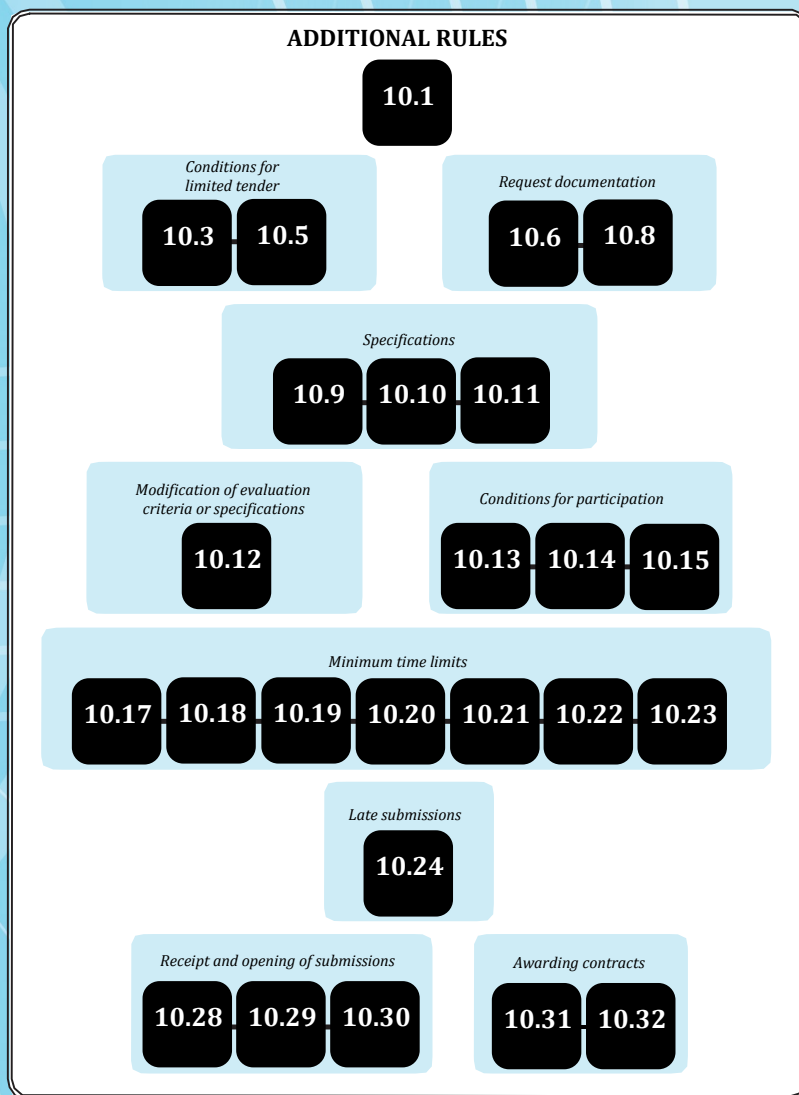 ADDITIONAL RULES
10.1
Conditions for
limited tender
10.3 10.5
Request documentation
10.6 10.8
Specifications
10.9 10.10 10.11
Modification of evaluation
criteria or specifications
10.12
Conditions for participation
10.13 10.14 10.15
Minimum time limits
10.17 10.18 10.19 10.20 10.21 10.22 10.23
Late submissions
10.24
Receipt and opening of submissions
10.28 10.29 10.30
Awarding contracts
10.31 10.32